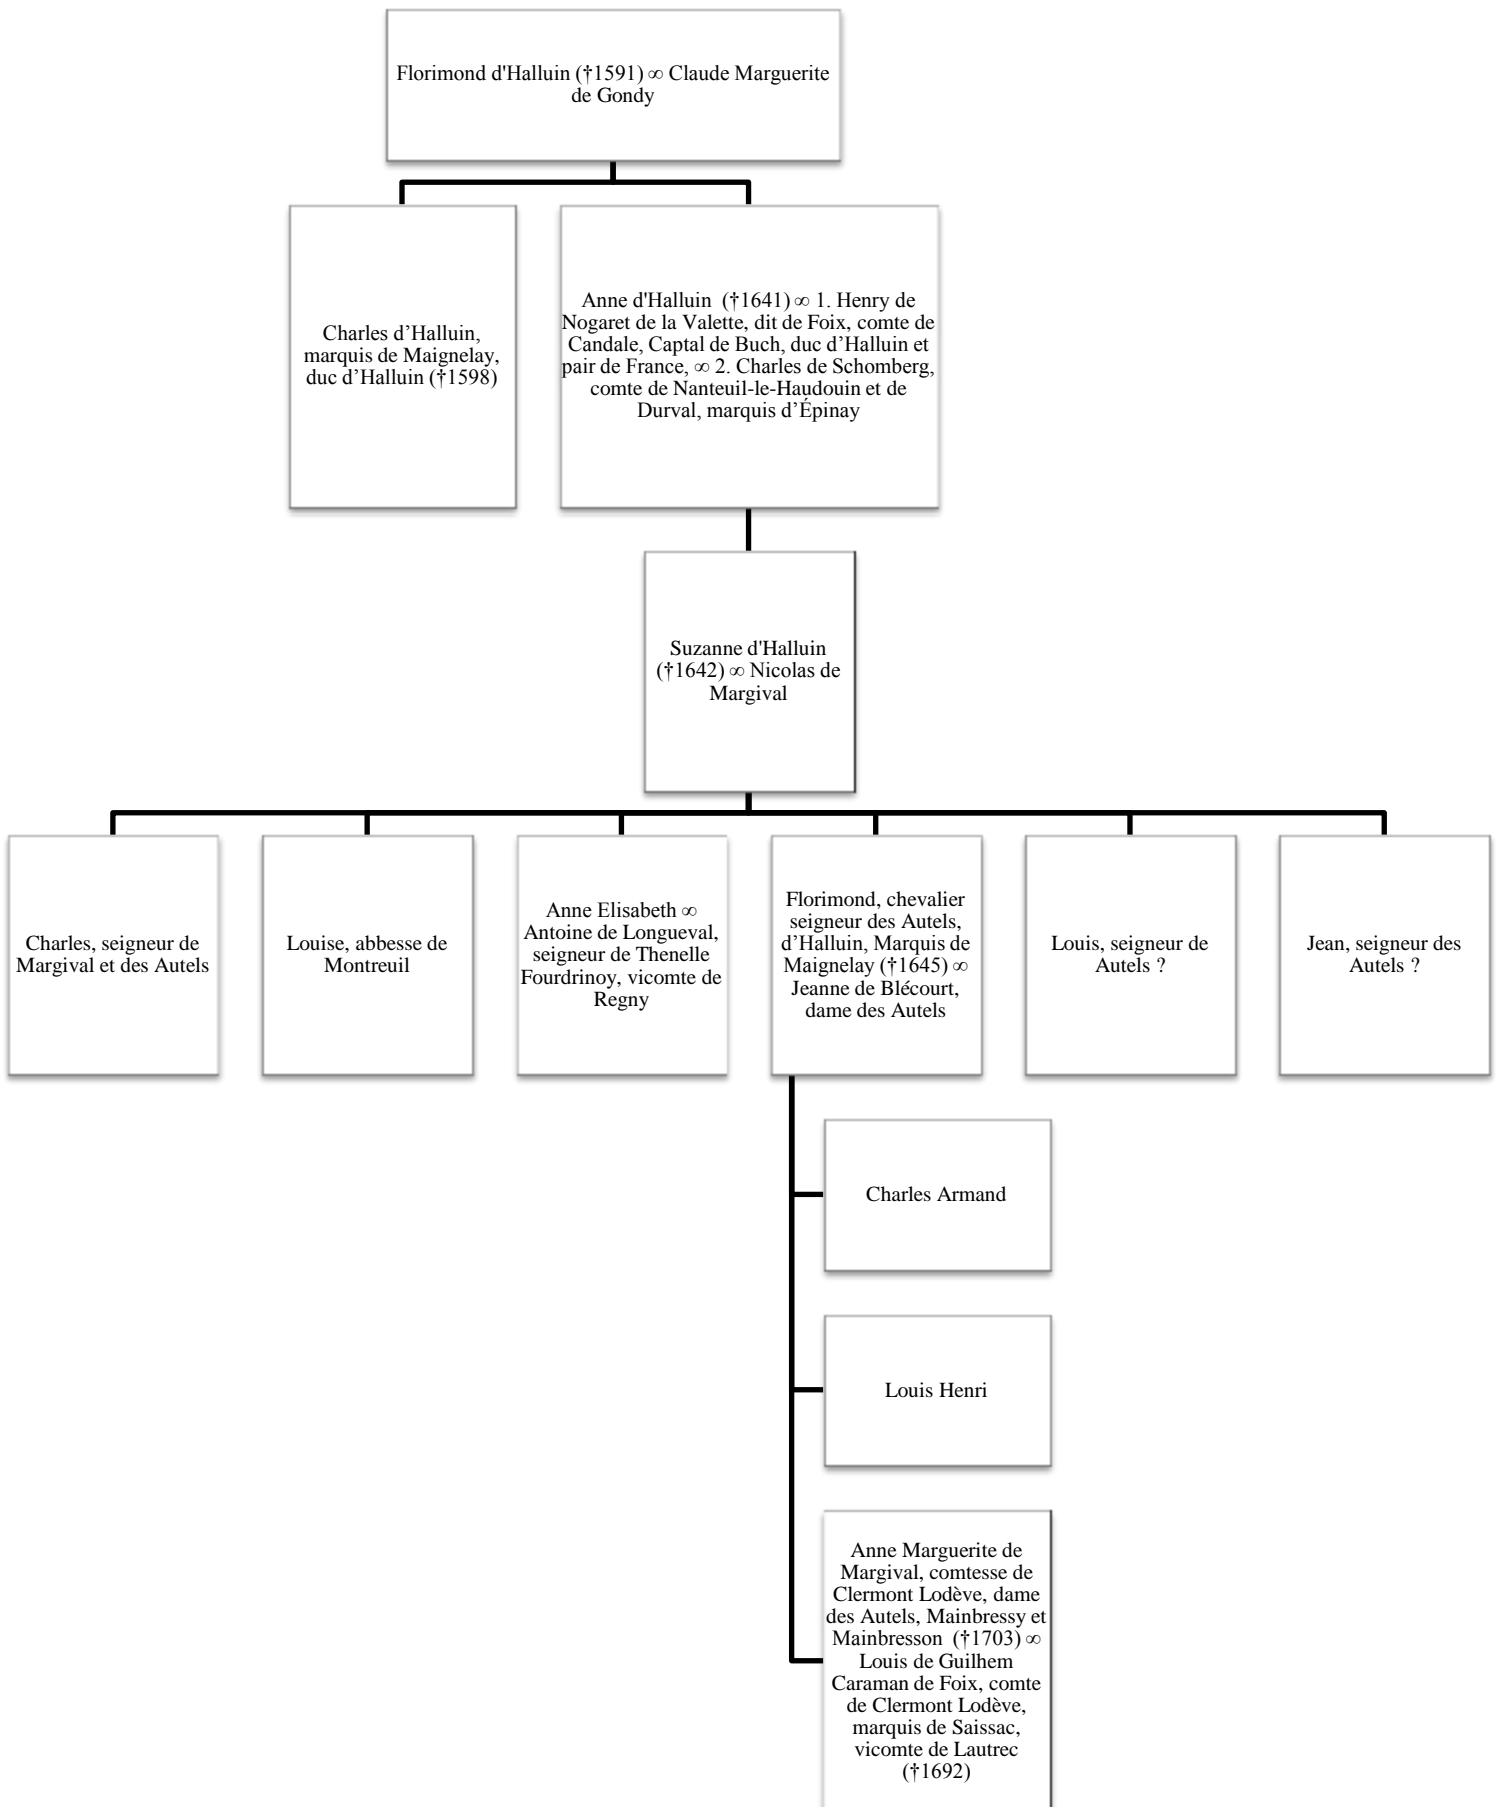 Florimond d'Halluin (†1591) ∞ Claude Marguerite
de Gondy
Charles d’Halluin,
marquis de Maignelay,
duc d’Halluin (†1598)
Anne d'Halluin (†1641) ∞ 1. Henry de
Nogaret de la Valette, dit de Foix, comte de
Candale, Captal de Buch, duc d’Halluin et
pair de France, ∞ 2. Charles de Schomberg,
comte de Nanteuil-le-Haudouin et de
Durval, marquis d’Épinay
Suzanne d'Halluin
(†1642) ∞ Nicolas de
Margival
Charles, seigneur de
Margival et des Autels
Louise, abbesse de
Montreuil
Anne Elisabeth ∞
Antoine de Longueval,
seigneur de Thenelle
Fourdrinoy, vicomte de
Regny
Florimond, chevalier
seigneur des Autels,
d’Halluin, Marquis de
Maignelay (†1645) ∞
Jeanne de Blécourt,
dame des Autels
Louis, seigneur de
Autels ?
Jean, seigneur des
Autels ?
Charles Armand
Louis Henri
Anne Marguerite de
Margival, comtesse de
Clermont Lodève, dame
des Autels, Mainbressy et
Mainbresson (†1703) ∞
Louis de Guilhem
Caraman de Foix, comte
de Clermont Lodève,
marquis de Saissac,
vicomte de Lautrec
(†1692)